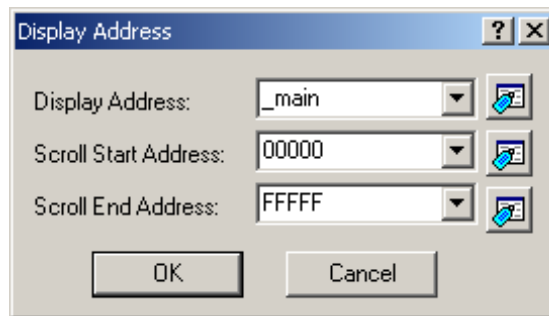 Display Address
Display Address: _main
Scroll Start Address: 00000
Scroll End Address: FFFFF
OK Cancel